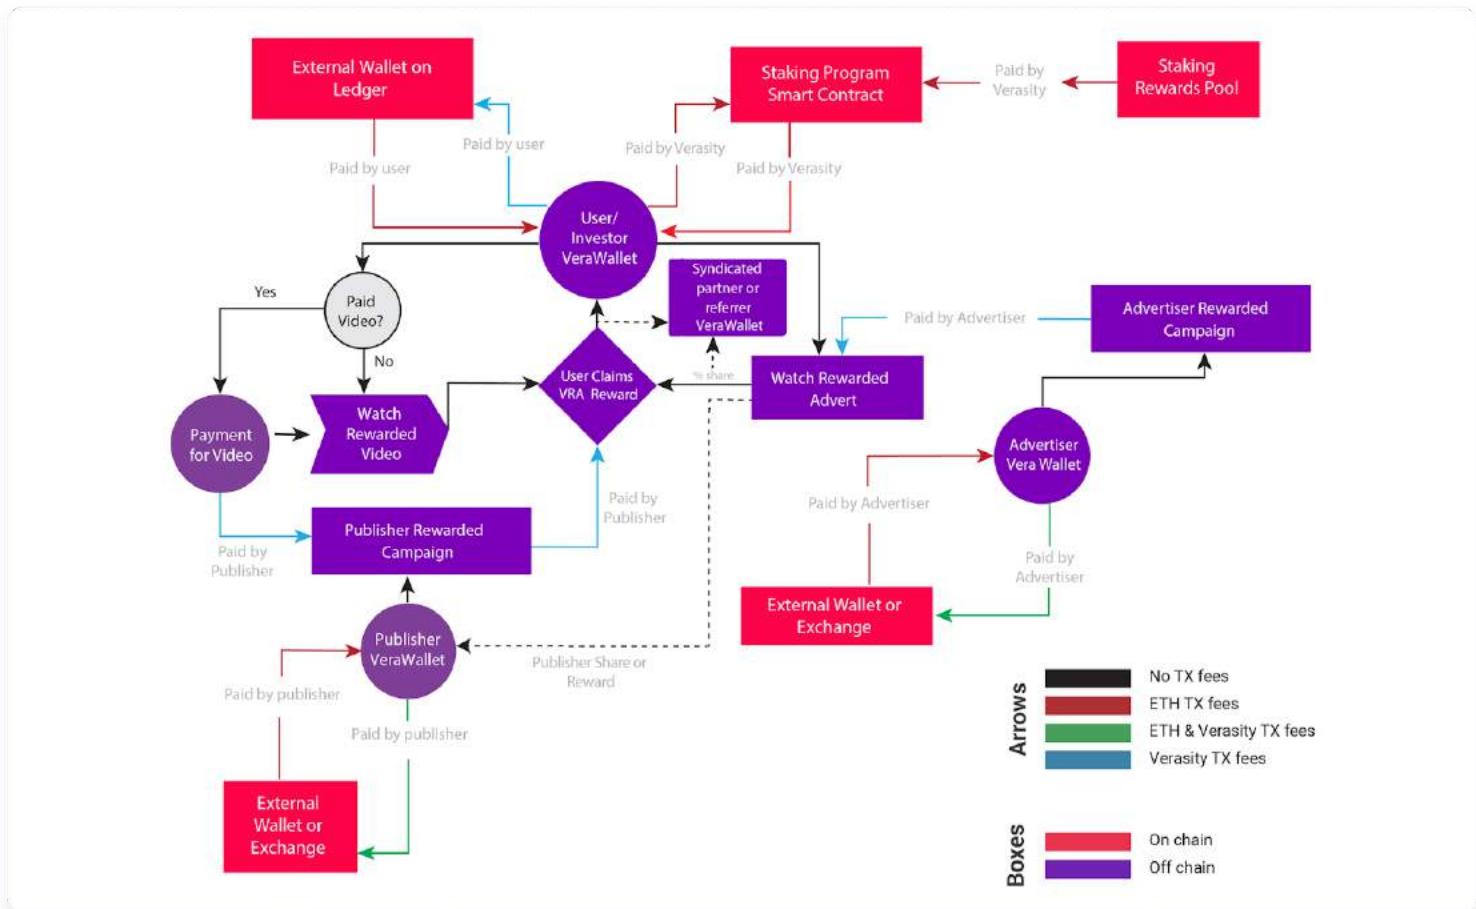 External Wallet on
Ledger
Staking Program
Smart Contract
Paid by
Verasity
Staking
Rewards Pool
Paid by user
Paid by user
Paid by Verasity
Paid by Verasity
User/
Investor
VeraWallet
Syndicated
partner or
referrer
VeraWallet
Yes
Paid
Video?
No
Paid by Advertiser
Advertiser Rewarded
Campaign
User Claims
VRA Reward
% share
Watch Rewarded
Advert
Payment
for Video
Watch
Rewarded
Video
Advertiser
Vera Wallet
Paid by Advertiser
Paid by
Publisher
Publisher Rewarded
Campaign
Paid by
Publisher
Paid by
Advertiser
External Wallet or
Exchange
Publisher
VeraWallet
Publisher Share or
Reward
Paid by publisher
Paid by publisher
External
Wallet or
Exchange
Arrows
No TX fees
ETH TX fees
ETH & Verasity TX fees
Verasity TX fees
Boxes
On chain
Off chain